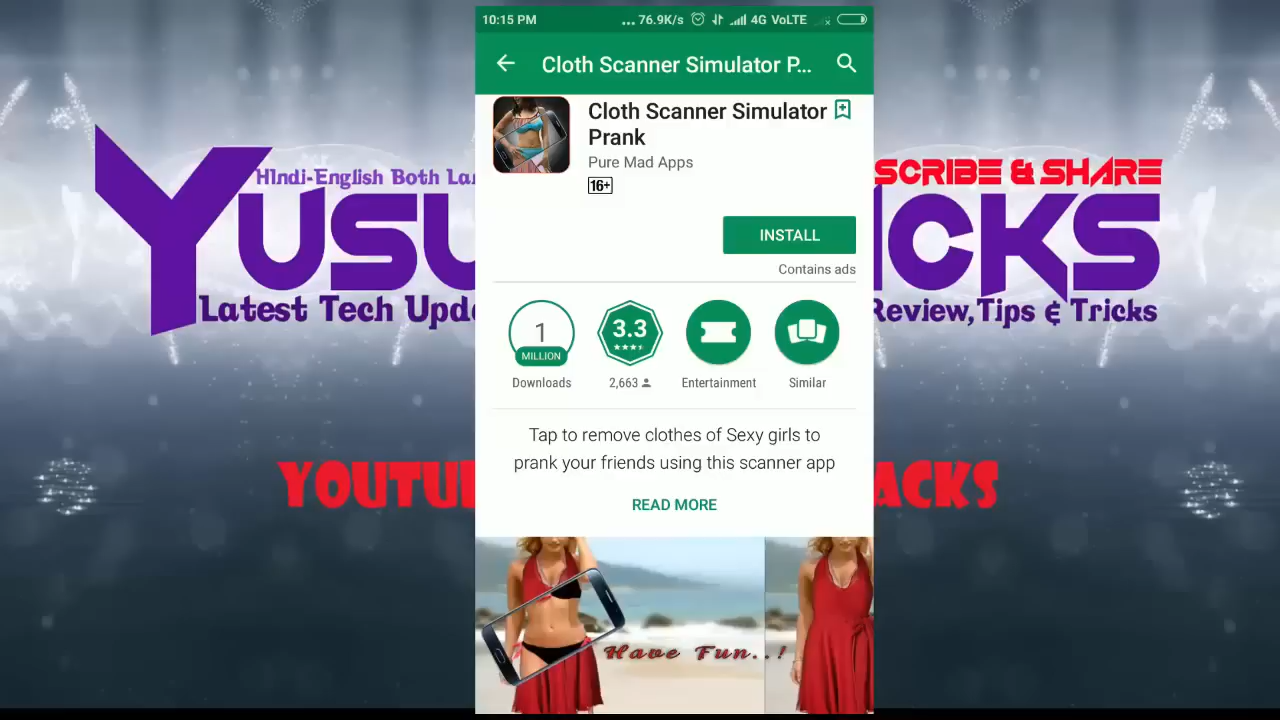 10:15 PM ... 76.9K/s 4G VoLTE
Cloth Scanner Simulator P...
Cloth Scanner Simulator
Prank
Pure Mad Apps
16+
INSTALL
Contains ads
1
MILLION
Downloads
3.3
2,663
Entertainment
Similar
Tap to remove clothes of Sexy girls to
prank your friends using this scanner app
READ MORE
Have Fun..!
HIndi-English Both La
SCRIBE & SHARE
YUSU
ICKS
Latest Tech Upd
Review,Tips & Tricks
YOUTU
ACKS